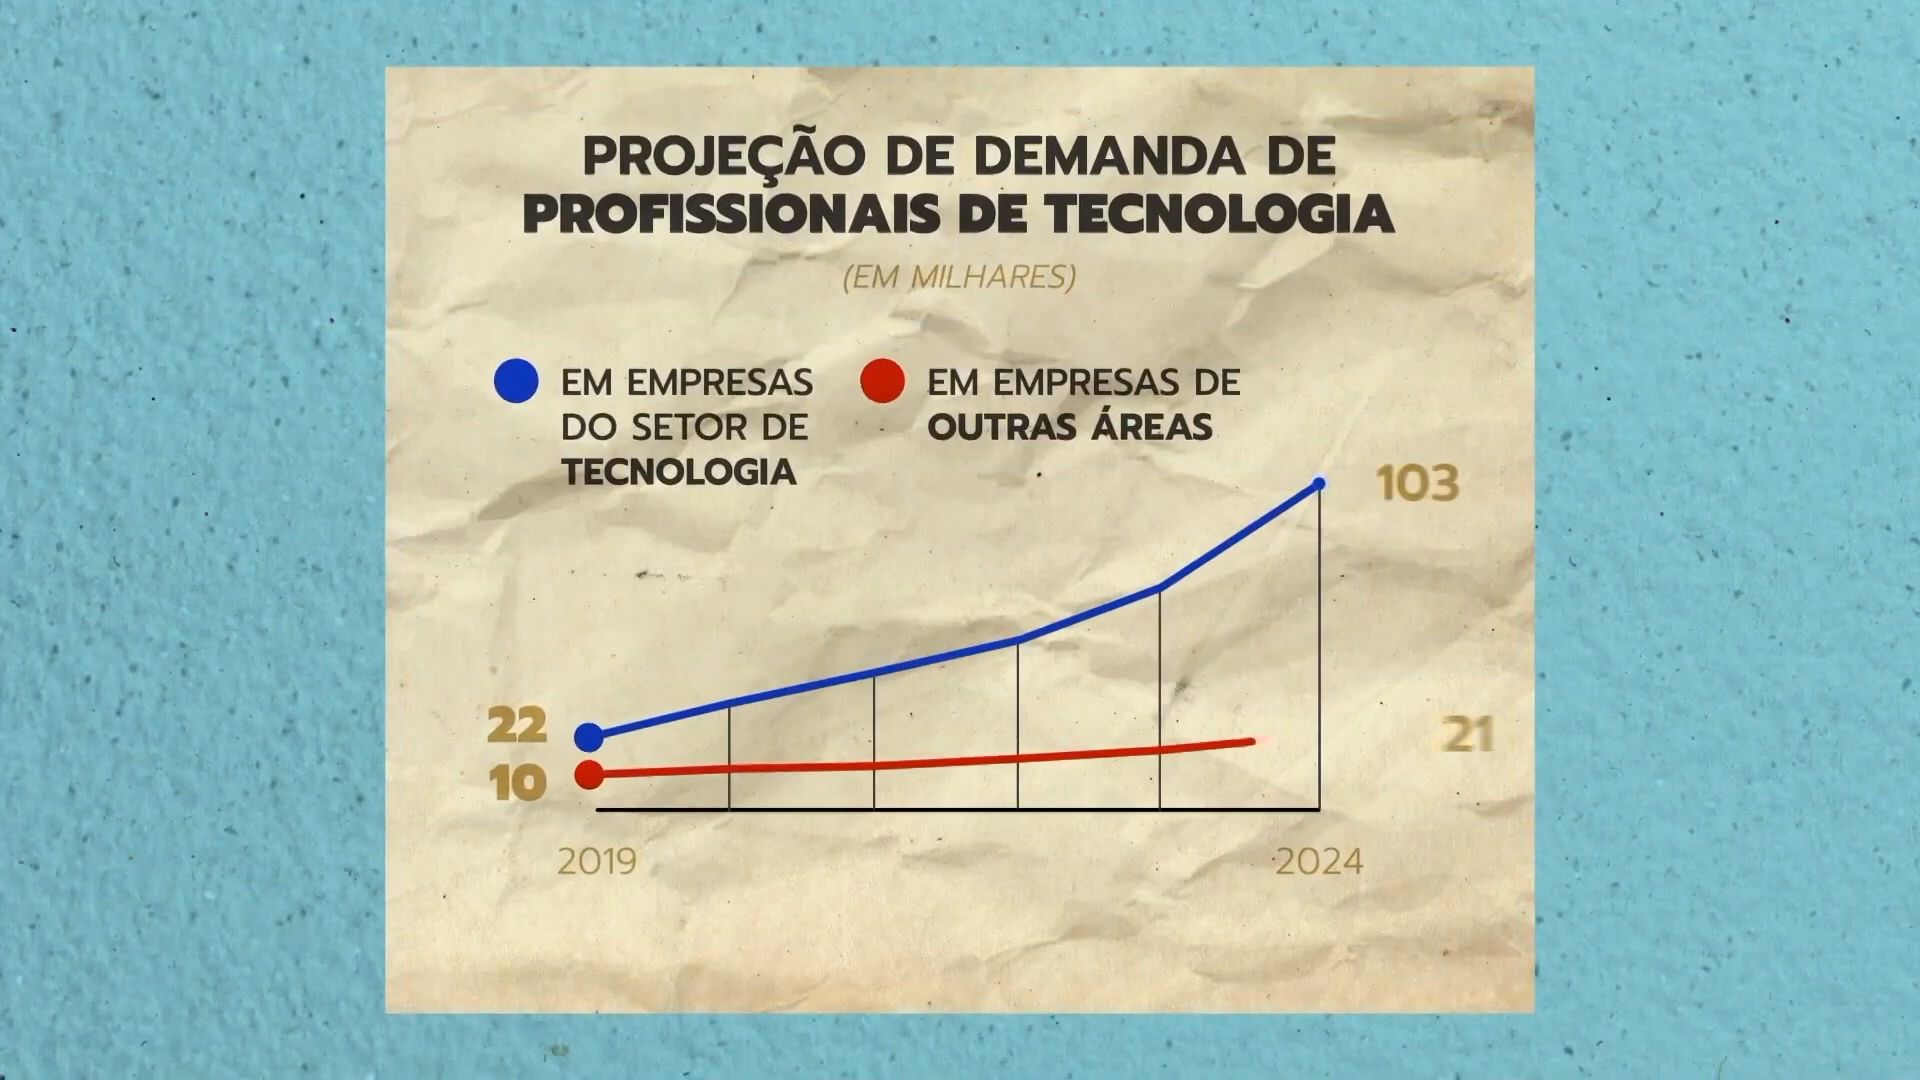 PROJEÇÃO DE DEMANDA DE
PROFISSIONAIS DE TECNOLOGIA
(EM MILHARES)
EM EMPRESAS
DO SETOR DE
TECNOLOGIA
EM EMPRESAS DE
OUTRAS ÁREAS
103
22
21
10
2019
2024